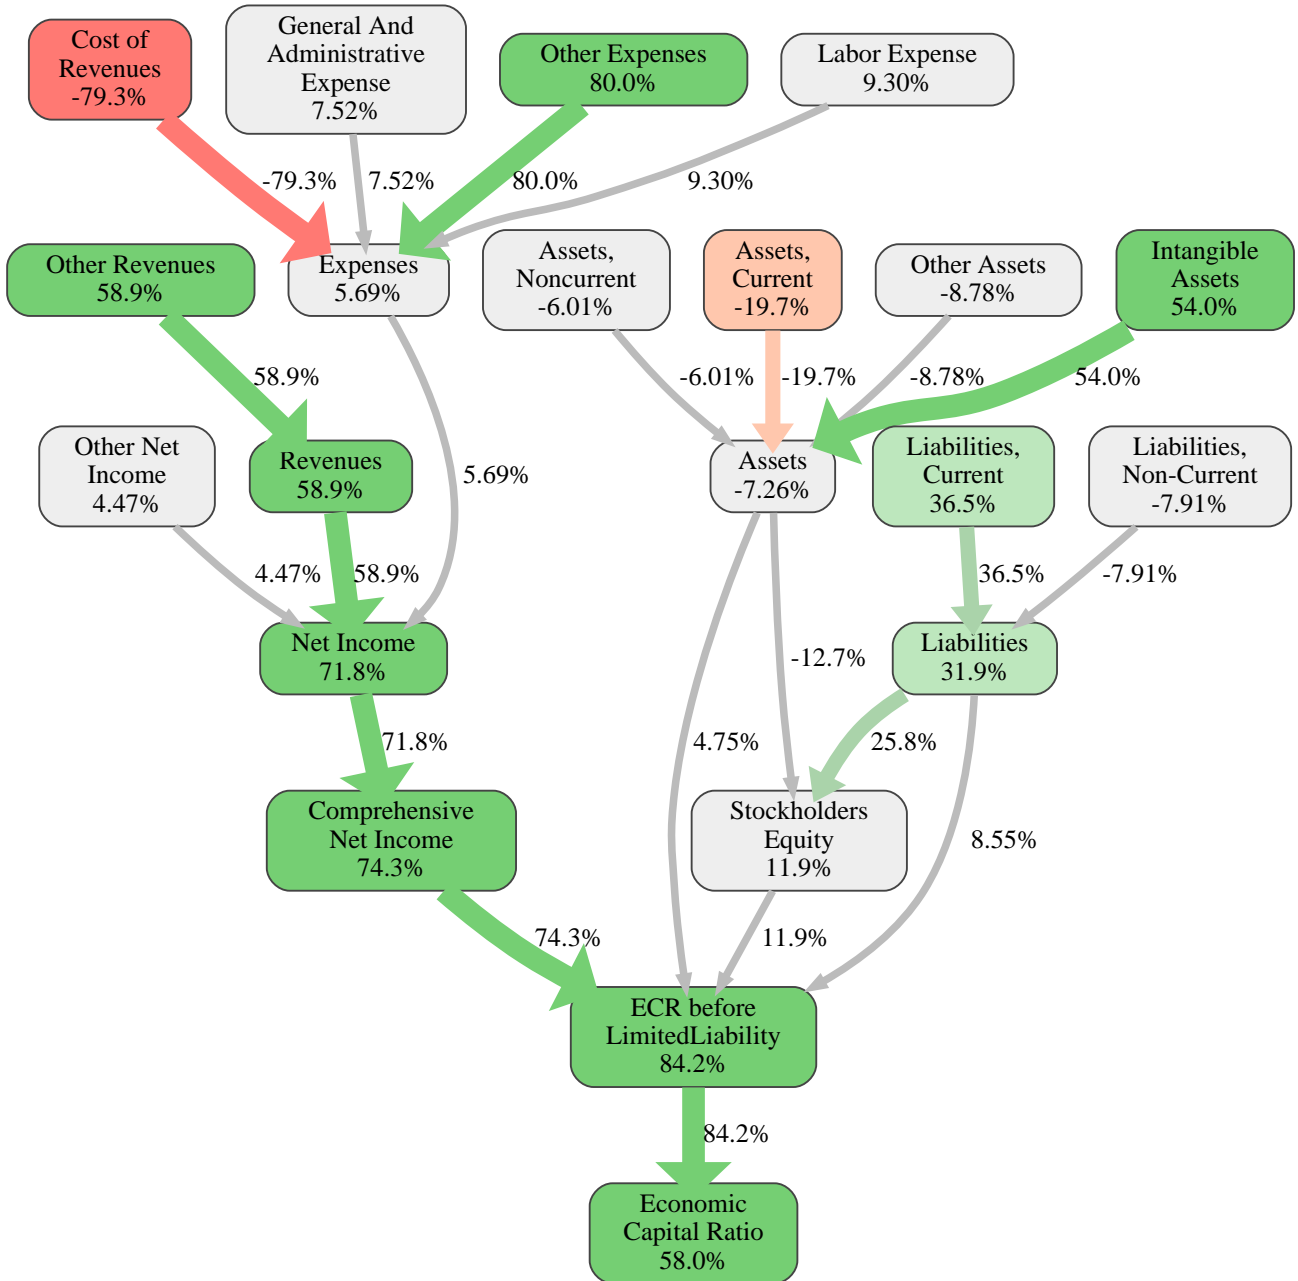 Cost of
Revenues
-79.3%
General And
Administrative
Expense
7.52%
Other Expenses
80.0%
Labor Expense
9.30%
-79.3%
7.52%
80.0%
9.30%
Other Revenues
58.9%
Expenses
5.69%
Assets,
Noncurrent
-6.01%
Assets,
Current
-19.7%
Other Assets
-8.78%
Intangible
Assets
54.0%
58.9%
-6.01%
-19.7%
-8.78%
54.0%
Other Net
Income
4.47%
Revenues
58.9%
5.69%
Assets
-7.26%
Liabilities,
Current
36.5%
Liabilities,
Non-Current
-7.91%
4.47%
58.9%
36.5%
-7.91%
Net Income
71.8%
-12.7%
Liabilities
31.9%
71.8%
4.75%
25.8%
Comprehensive
Net Income
74.3%
Stockholders
Equity
11.9%
8.55%
74.3%
11.9%
ECR before
LimitedLiability
84.2%
84.2%
Economic
Capital Ratio
58.0%